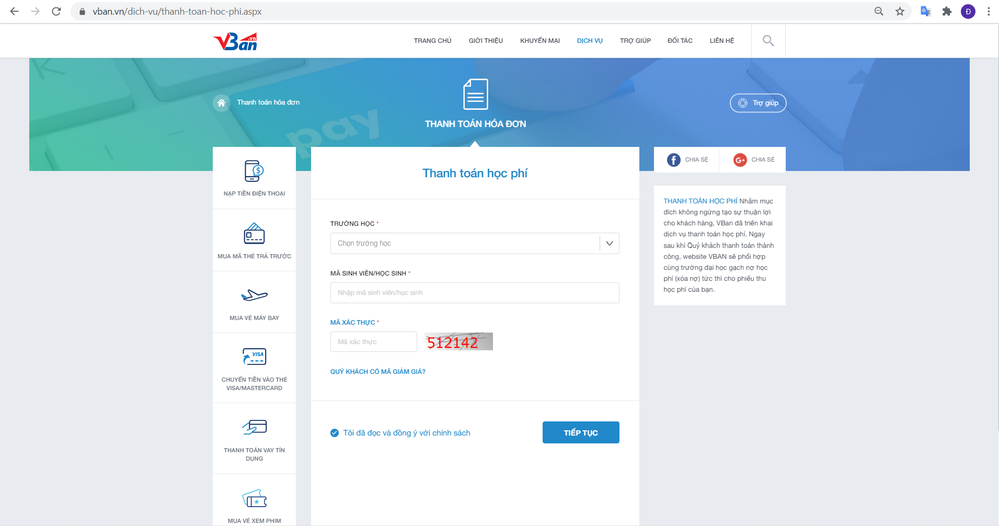 vban.vn/dich-vu/thanh-toan-hoc-phi.aspx
Đ
VBan.vn
TRANG CHỦ
GIỚI THIỆU
KHUYẾN MẠI
DỊCH VỤ
TRỢ GIÚP
ĐỐI TÁC
LIÊN HỆ
pay
Thanh toán hóa đơn
THANH TOÁN HÓA ĐƠN
Trợ giúp
NẠP TIỀN ĐIỆN THOẠI
MUA MÃ THẺ TRẢ TRƯỚC
MUA VÉ MÁY BAY
VISA
CHUYỂN TIỀN VÀO THẺ
VISA/MASTERCARD
THANH TOÁN VAY TÍN
DỤNG
MUA VÉ XEM PHIM
Thanh toán học phí
TRƯỜNG HỌC *
Chọn trường học
MÃ SINH VIÊN/HỌC SINH *
Nhập mã sinh viên/học sinh
MÃ XÁC THỰC *
Mã xác thực
512142
QUÝ KHÁCH CÓ MÃ GIẢM GIÁ?
Tôi đã đọc và đồng ý với chính sách
TIẾP TỤC
f CHIA SẺ
G+ CHIA SẺ
THANH TOÁN HỌC PHÍ Nhằm mục
đích không ngừng tạo sự thuận lợi
cho khách hàng, VBan đã triển khai
dịch vụ thanh toán học phí. Ngay
sau khi Quý khách thanh toán thành
công, website VBAN sẽ phối hợp
cùng trường đại học gạch nợ học
phí (xóa nợ) tức thì cho phiếu thu
học phí của bạn.